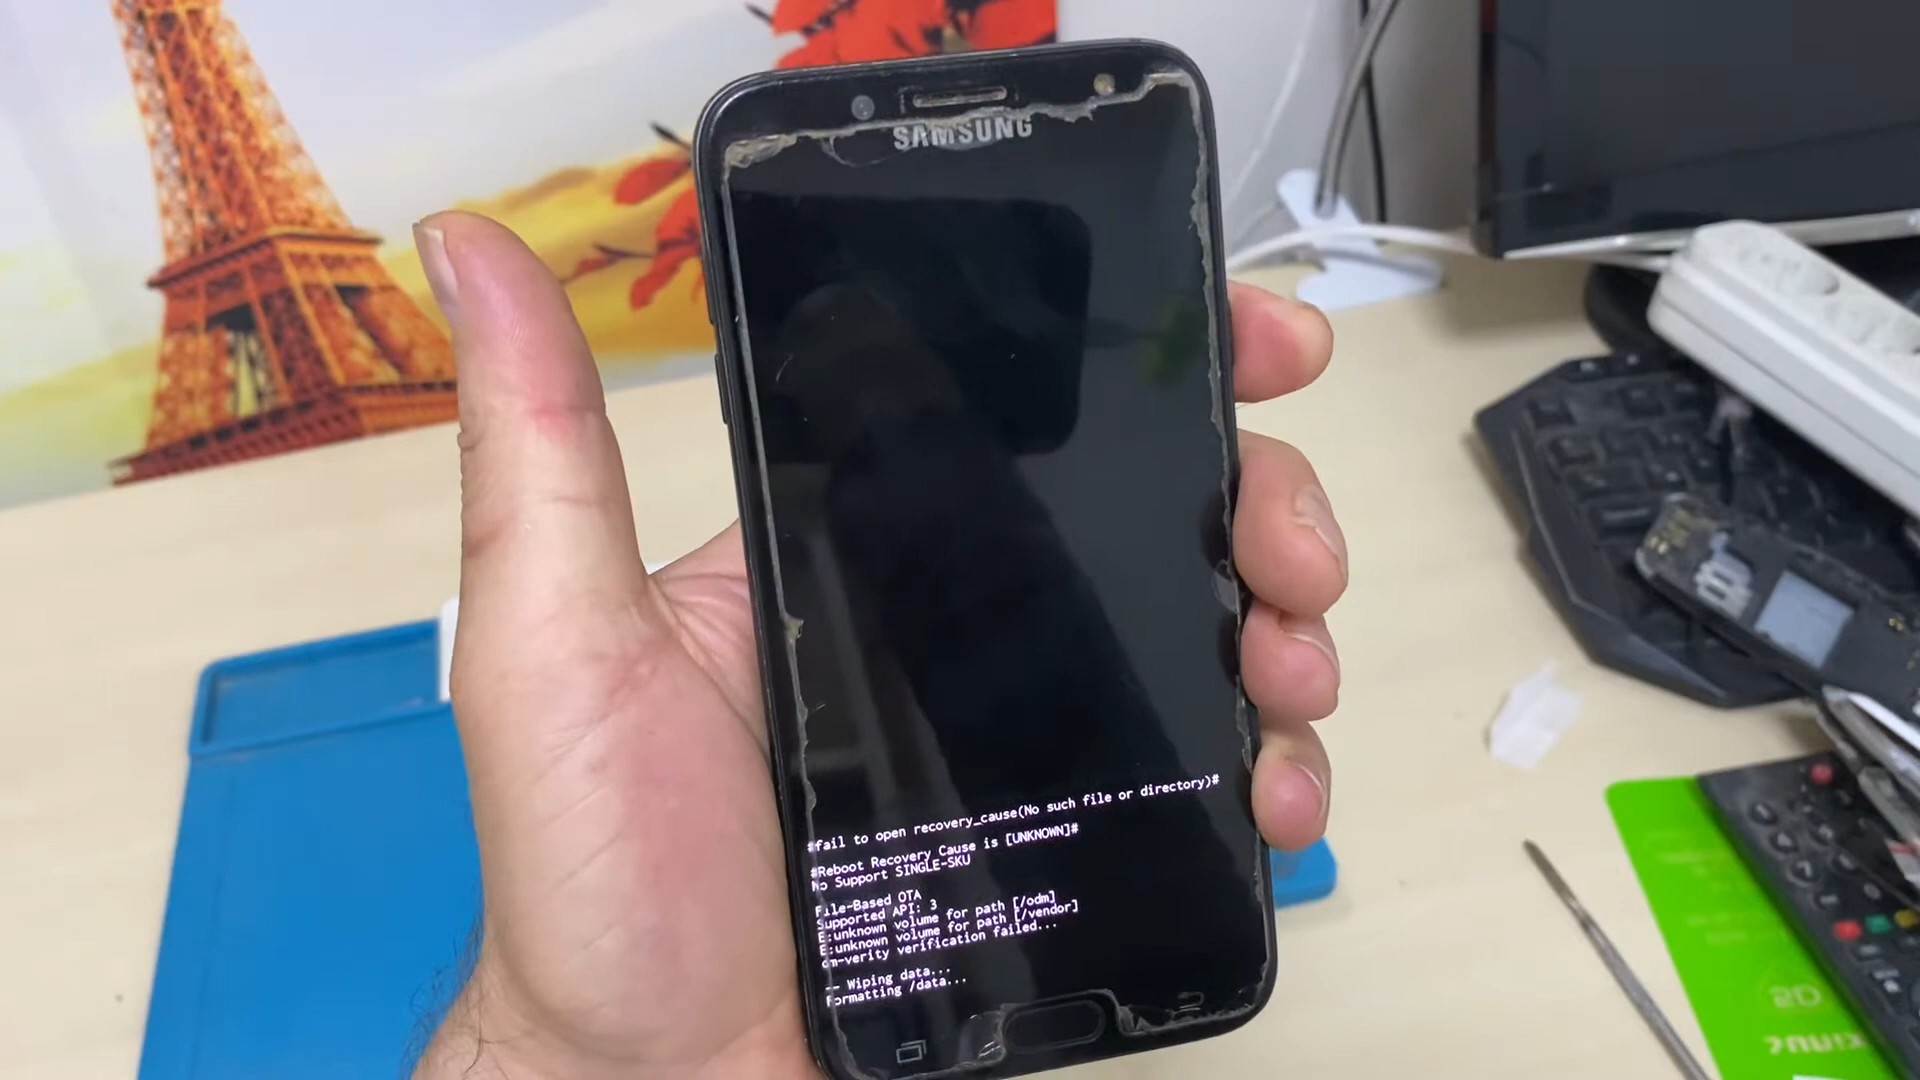 SAMSUNG
#fail to open recovery_cause(No such file or directory)#
#Reboot Recovery Cause is [UNKNOWN]#
No Support SINGLE-SKU
File-Based OTA
Supported API: 3
E:unknown volume for path [/odm]
E:unknown volume for path [/vendor]
dm-verity verification failed...
-- Wiping data...
Formatting /data...